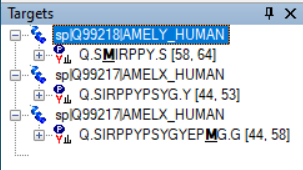 Targets
sp|Q99218|AMELY_HUMAN
Q.SMIRPPY.S [58, 64]
sp|Q99217|AMELX_HUMAN
Q.SIRPPYPSYG.Y [44, 53]
sp|Q99217|AMELX_HUMAN
Q.SIRPPYPSYGYEPMG.G [44, 58]